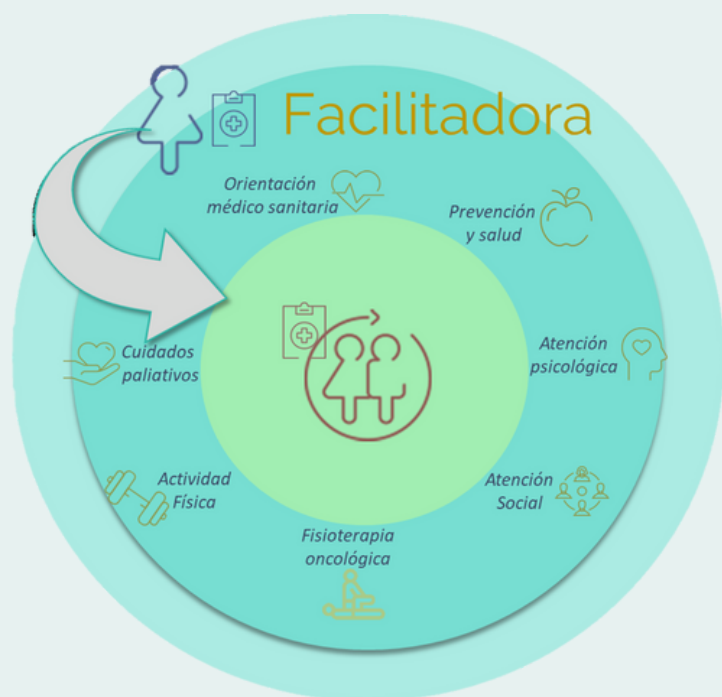 Facilitadora
Orientación
médico sanitaria
Prevención
y salud
Atención
psicológica
Atención
Social
Fisioterapia
oncológica
Actividad
Física
Cuidados
paliativos